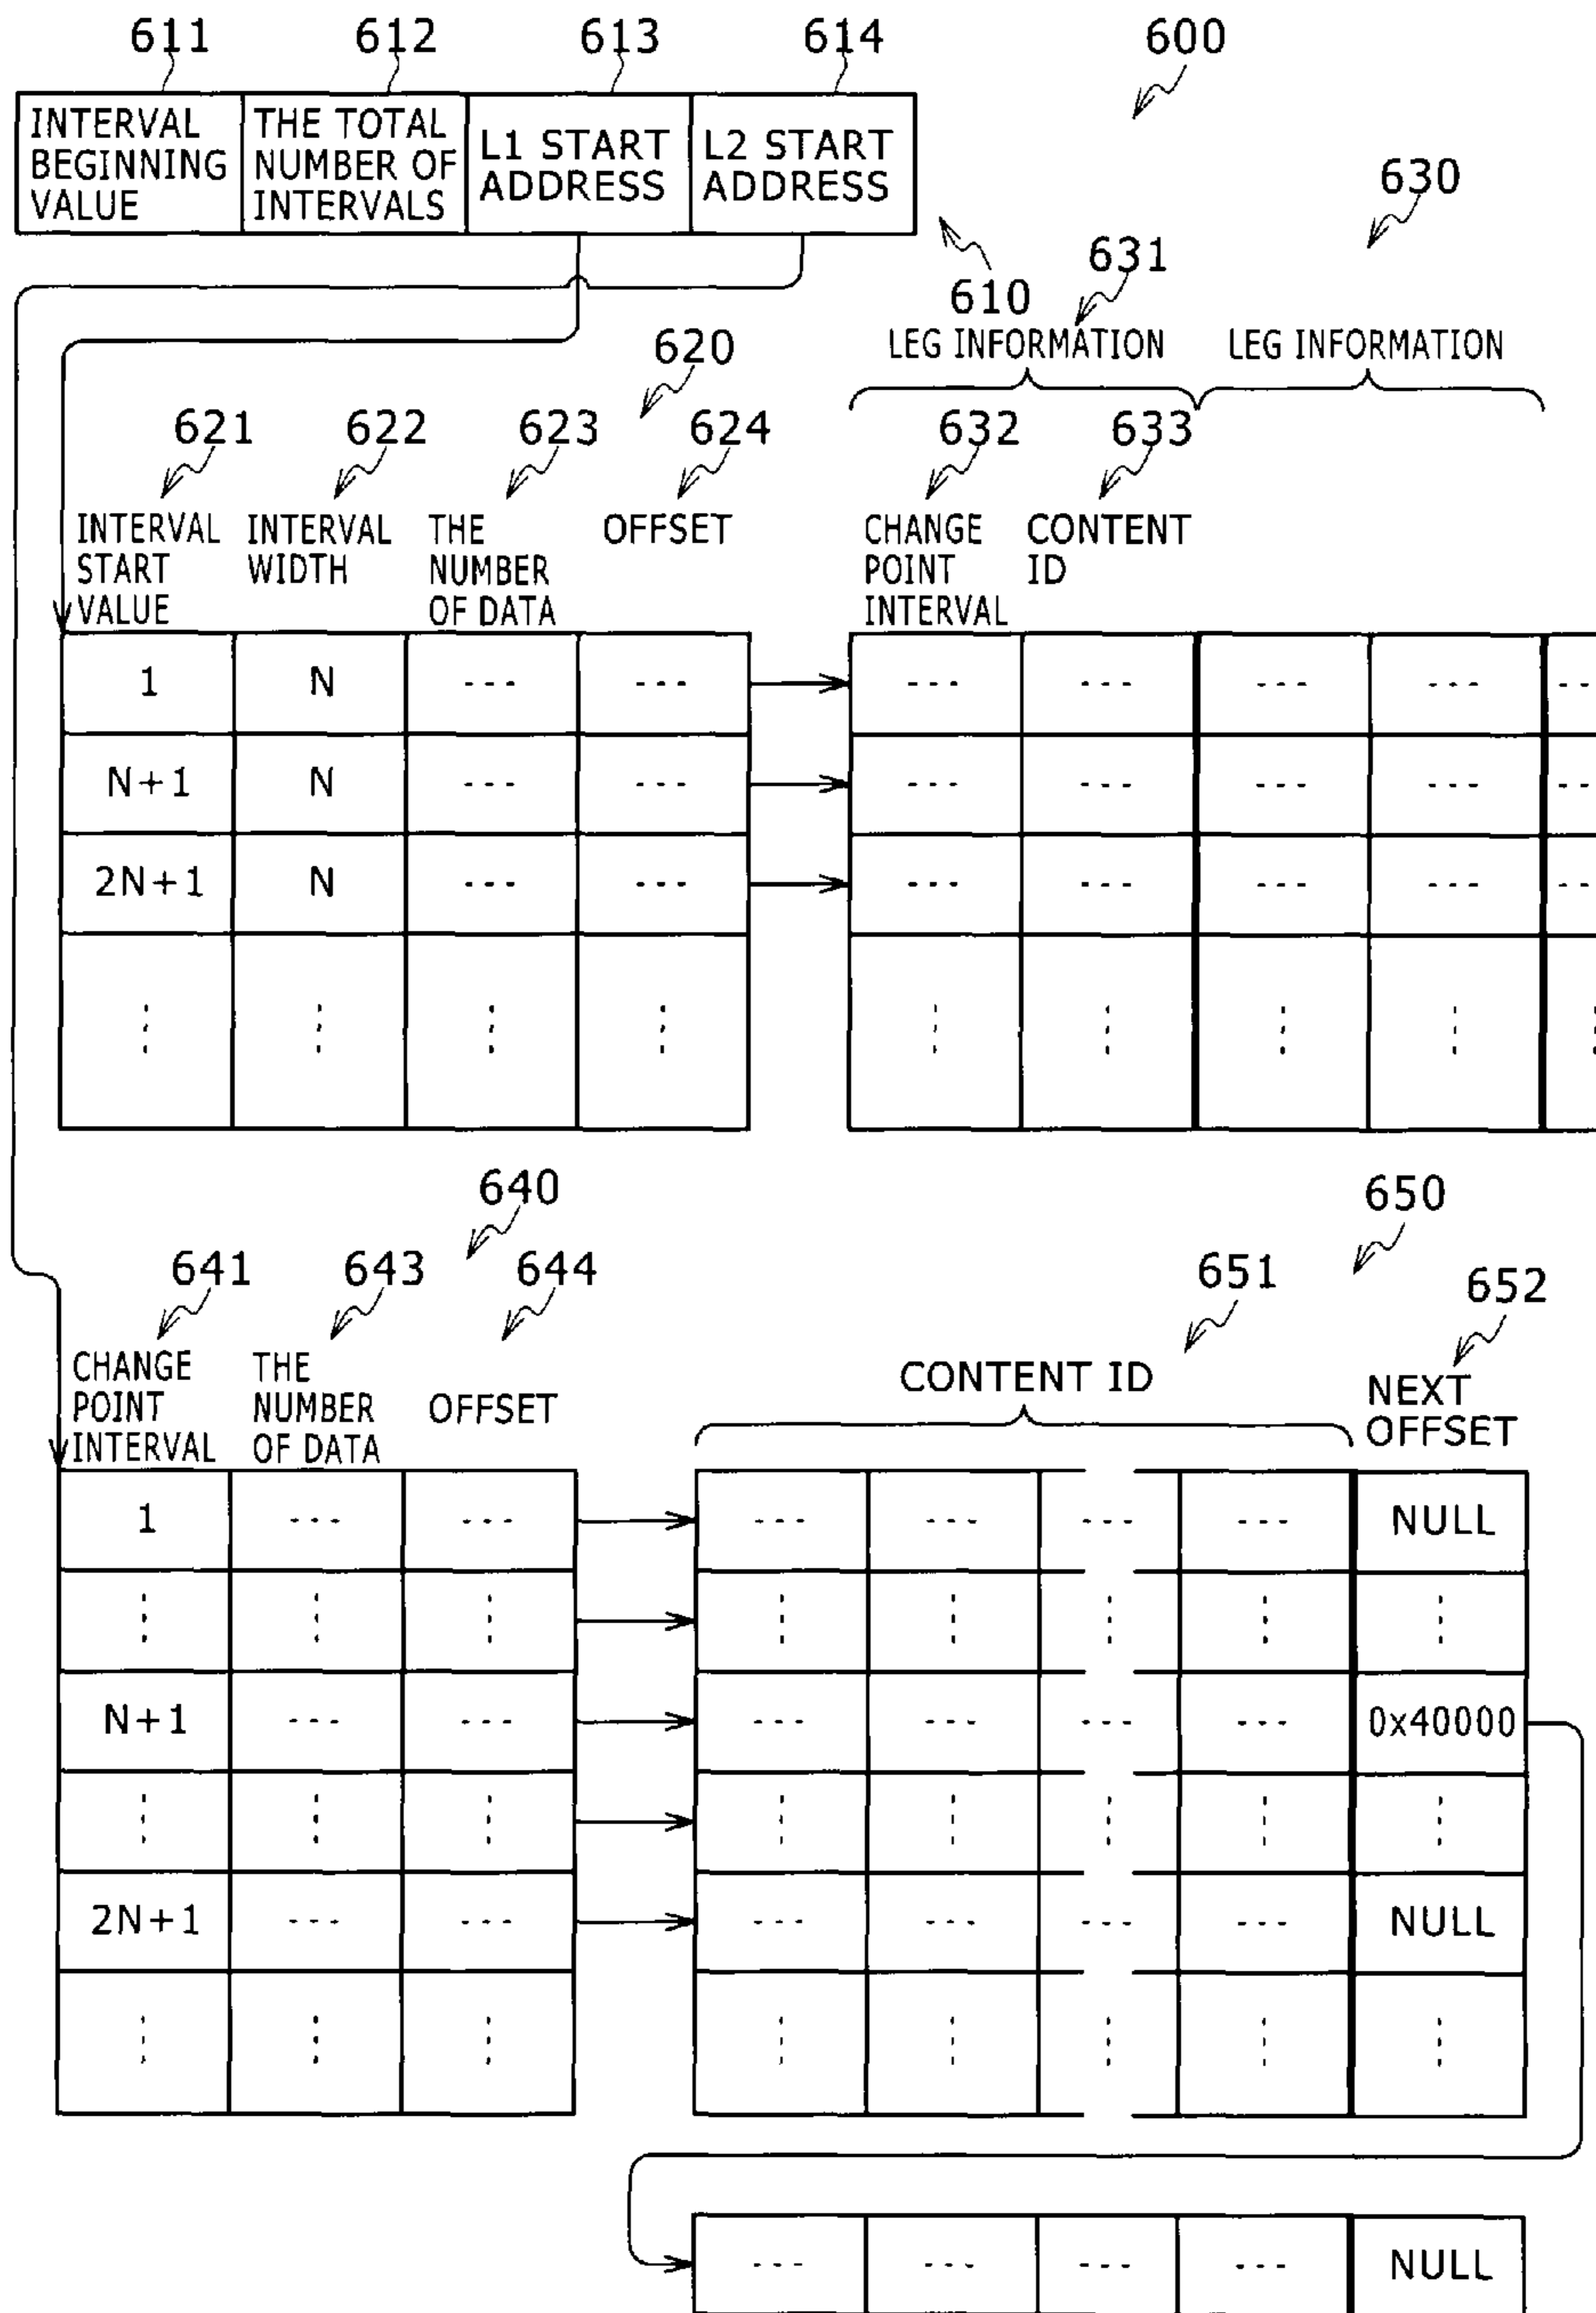 611 612 613 614 600
INTERVAL BEGINNING VALUE
THE TOTAL NUMBER OF INTERVALS
L1 START ADDRESS
L2 START ADDRESS
630
631
610
LEG INFORMATION LEG INFORMATION
620
621 622 623 624 632 633
INTERVAL START VALUE
INTERVAL WIDTH
THE NUMBER OF DATA
OFFSET
CHANGE POINT INTERVAL
CONTENT ID
1 N --- --- --- --- --- --- --
N+1 N --- --- --- --- --- --- --
2N+1 N --- --- --- --- --- --- --
640 650
641 643 644 651 652
CHANGE POINT INTERVAL
THE NUMBER OF DATA
OFFSET
CONTENT ID
NEXT OFFSET
1 --- --- --- --- --- --- NULL
N+1 --- --- --- --- --- --- 0x40000
2N+1 --- --- --- --- --- --- NULL
--- --- --- --- NULL